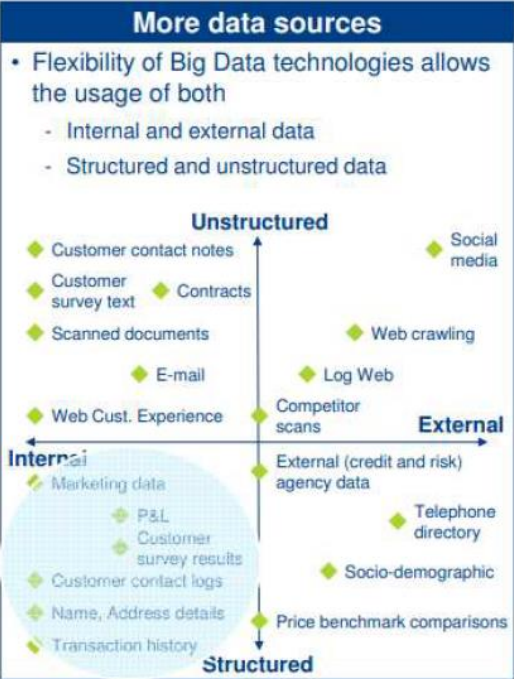 More data sources
• Flexibility of Big Data technologies allows
the usage of both
- Internal and external data
- Structured and unstructured data
Unstructured
Customer contact notes
Social
media
Customer
survey text
Contracts
Scanned documents
Web crawling
E-mail
Log Web
Web Cust. Experience
Competitor
scans
External
Internal
Marketing data
External (credit and risk)
agency data
P&L
Telephone
directory
Customer
survey results
Customer contact logs
Socio-demographic
Name, Address details
Price benchmark comparisons
Transaction history
Structured